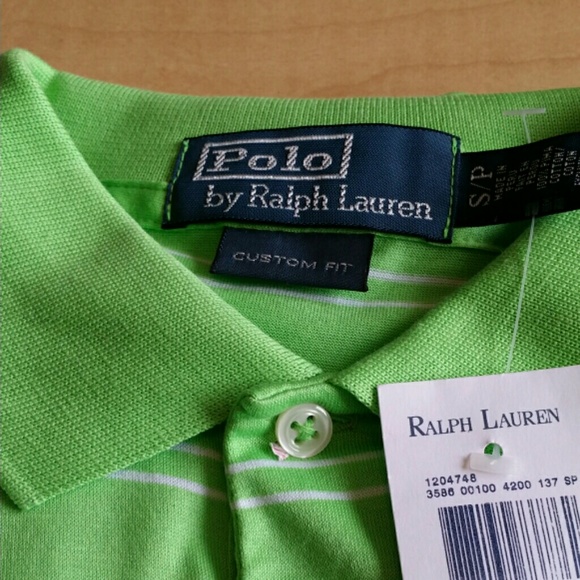 Polo
by Ralph Lauren
S/P
CUSTOM FIT
RALPH LAUREN
1204748
3586 00100 4200 137 SP